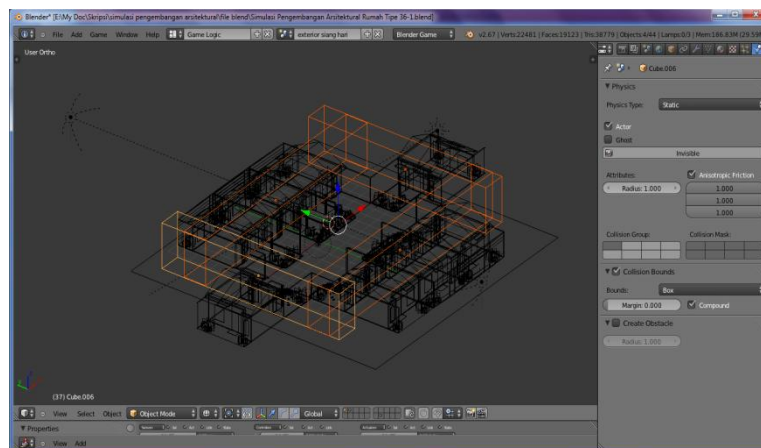 Blender* [E:\My Doc\Skripsi\simulasi pengembangan arsitektural\file blend\Simulasi Pengembangan Arsitektural Rumah Tipe 36-1.blend]
File Add Game Window Help Game Logic exterior siang hari Blender Game v2.67 | Verts:22481 | Faces:19123 | Tris:38779 | Objects:4/44 | Lamps:0/3 | Mem:186.83M
User Ortho
Cube.006
Physics
Physics Type: Static
Actor
Ghost
Invisible
Attributes: Anisotropic Friction
Radius: 1.000 1.000
1.000
1.000
Collision Group: Collision Mask:
Collision Bounds
Bounds: Box
Margin: 0.000 Compound
Create Obstacle
Radius: 1.000
(37) Cube.006
View Select Object Object Mode Global
Properties
View Add